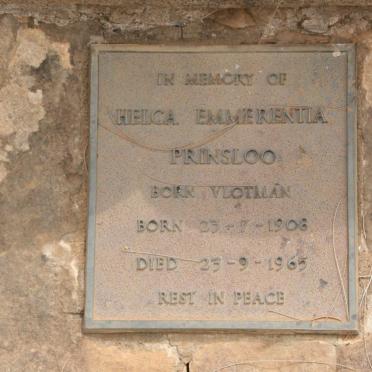 IN MEMORY OF
HELGA EMMERENTIA
PRINSLOO
BORN VLOTMAN
BORN 23-7-1908
DIED 23-9-1965
REST IN PEACE